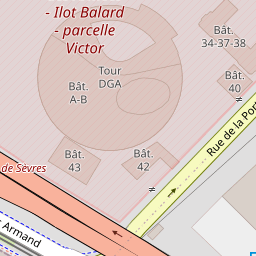 - Ilot Balard
- parcelle
Victor
Bât.
34-37-38
Tour
DGA
Bât.
A-B
Bât.
40
Rue de la Por
de Sèvres
Bât.
43
Bât.
42
Armand